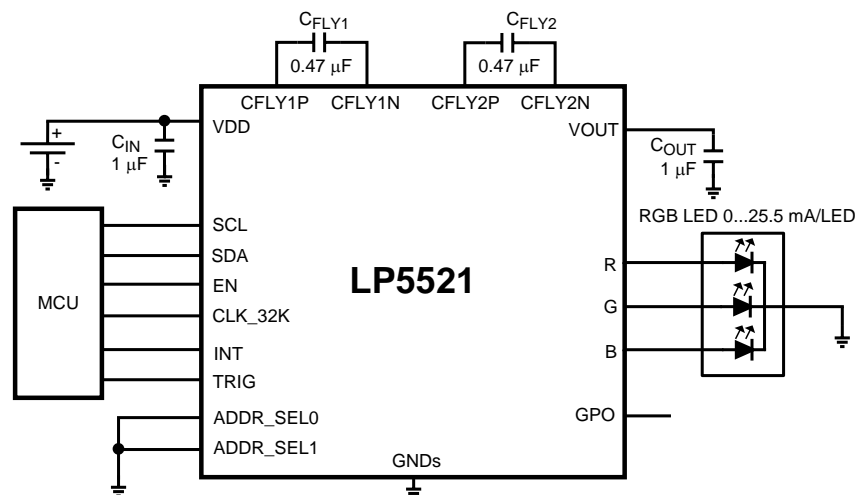 CFLY1
CFLY2
0.47 μF
0.47 μF
CFLY1P
CFLY1N
CFLY2P
CFLY2N
VDD
VOUT
+
-
CIN
1 μF
COUT
1 μF
RGB LED 0...25.5 mA/LED
MCU
SCL
SDA
EN
CLK_32K
INT
TRIG
ADDR_SEL0
ADDR_SEL1
LP5521
R
G
B
GPO
GNDs